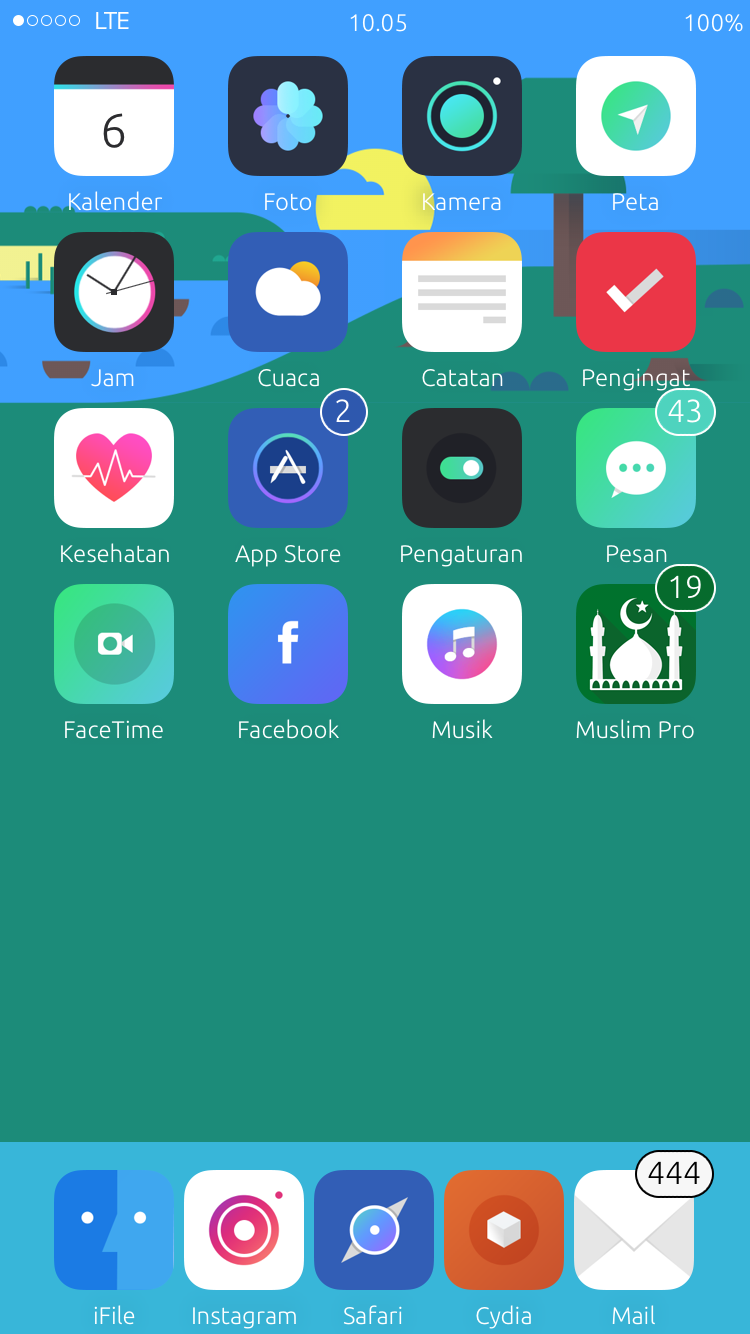 LTE 10.05 100%
6
Kalender Foto Kamera Peta
Jam Cuaca Catatan Pengingat
2 43
Kesehatan App Store Pengaturan Pesan
19
FaceTime Facebook Musik Muslim Pro
444
iFile Instagram Safari Cydia Mail